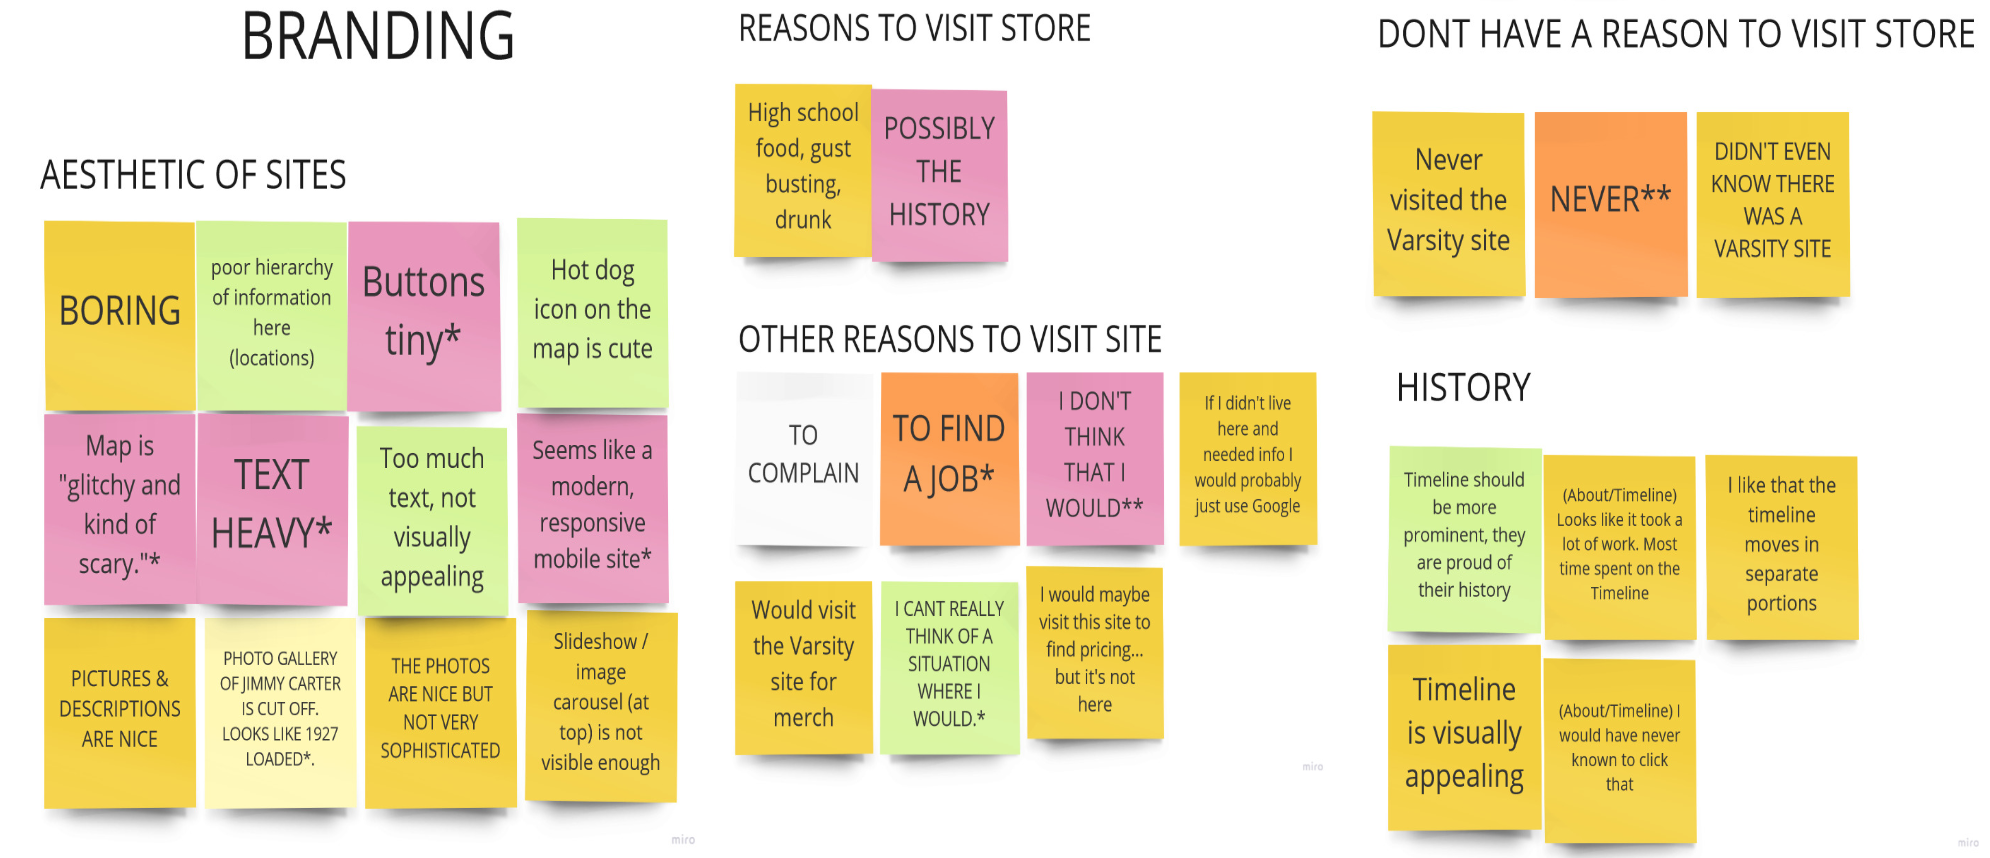 BRANDING
AESTHETIC OF SITES
BORING
poor hierarchy
of information
here
(locations)
Buttons
tiny*
Hot dog
icon on the
map is cute
Map is
"glitchy and
kind of
scary."*
TEXT
HEAVY*
Too much
text, not
visually
appealing
Seems like a
modern,
responsive
mobile site*
PICTURES &
DESCRIPTIONS
ARE NICE
PHOTO GALLERY
OF JIMMY CARTER
IS CUT OFF.
LOOKS LIKE 1927
LOADED*.
THE PHOTOS
ARE NICE BUT
NOT VERY
SOPHISTICATED
Slideshow /
image
carousel (at
top) is not
visible enough
miro
REASONS TO VISIT STORE
High school
food, gust
busting,
drunk
POSSIBLY
THE
HISTORY
OTHER REASONS TO VISIT SITE
TO
COMPLAIN
TO FIND
A JOB*
I DON'T
THINK
THAT I
WOULD**
If I didn't live
here and
needed info I
would probably
just use Google
Would visit
the Varsity
site for
merch
I CANT REALLY
THINK OF A
SITUATION
WHERE I
WOULD.*
I would maybe
visit this site to
find pricing...
but it's not
here
miro
DONT HAVE A REASON TO VISIT STORE
Never
visited the
Varsity site
NEVER**
DIDN'T EVEN
KNOW THERE
WAS A
VARSITY SITE
HISTORY
Timeline should
be more
prominent, they
are proud of
their history
(About/Timeline)
Looks like it took a
lot of work. Most
time spent on the
Timeline
I like that the
timeline
moves in
separate
portions
Timeline
is visually
appealing
(About/Timeline) I
would have never
known to click
that
miro